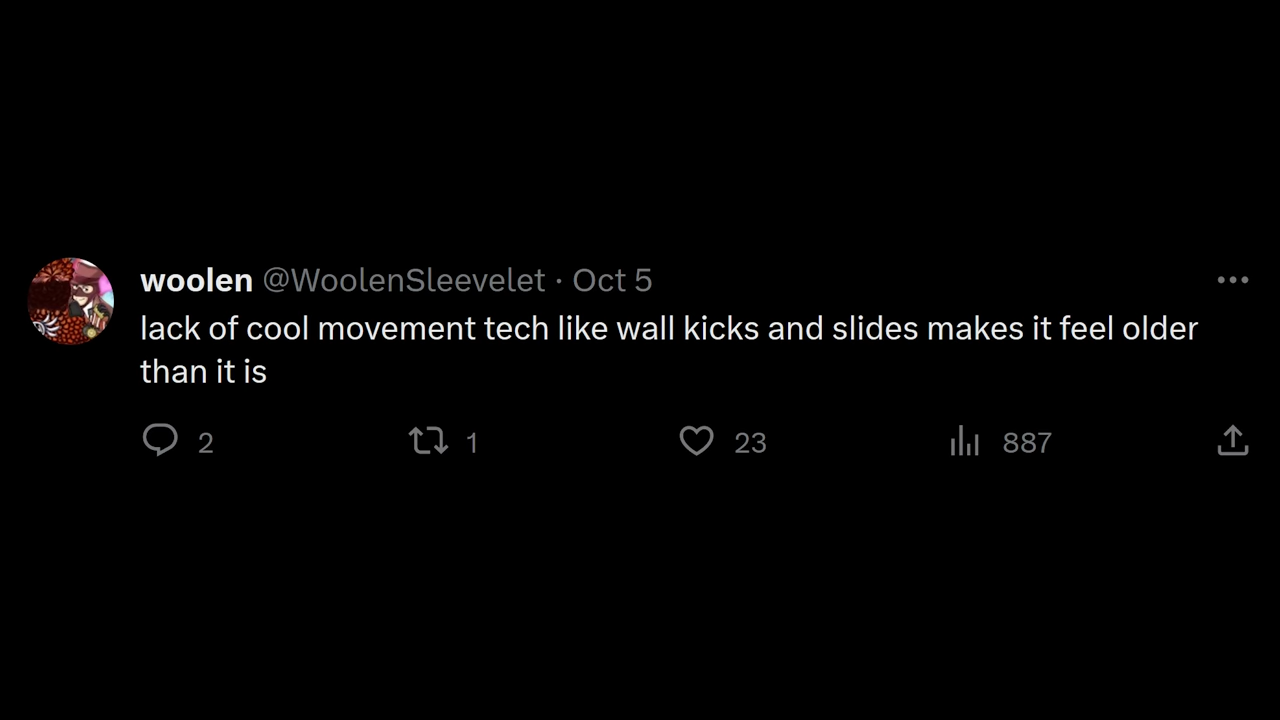 woolen @WoolenSleevelet · Oct 5
lack of cool movement tech like wall kicks and slides makes it feel older
than it is
2 1 23 887